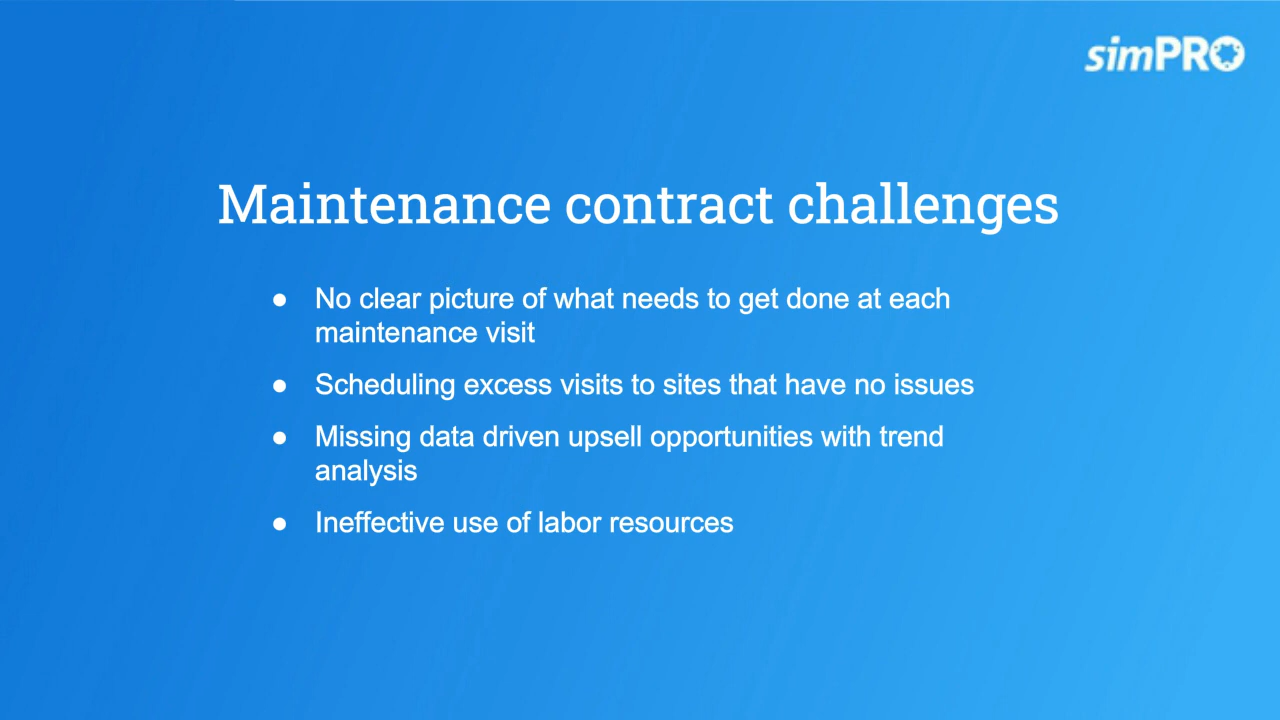 simPRO
Maintenance contract challenges
● No clear picture of what needs to get done at each
maintenance visit
● Scheduling excess visits to sites that have no issues
● Missing data driven upsell opportunities with trend
analysis
● Ineffective use of labor resources